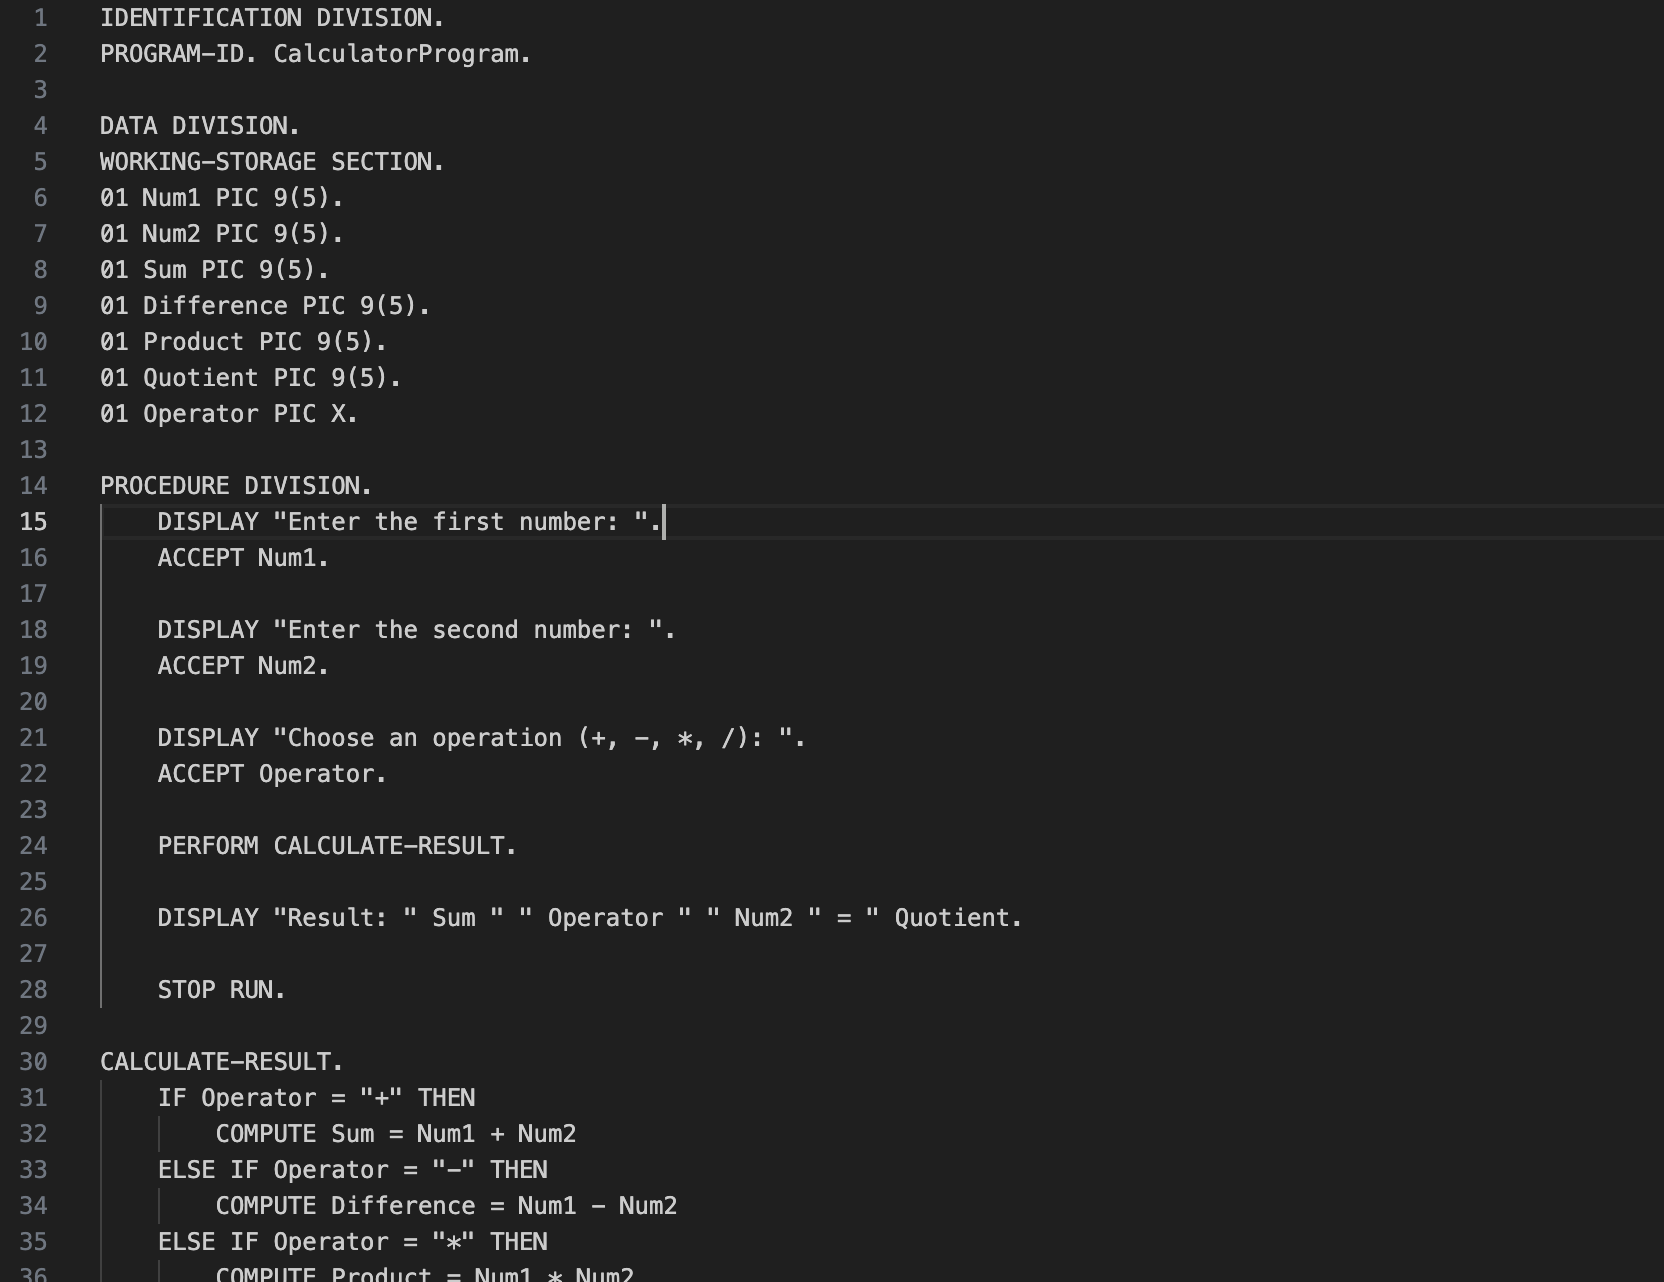 1 IDENTIFICATION DIVISION.
2 PROGRAM-ID. CalculatorProgram.
3
4 DATA DIVISION.
5 WORKING-STORAGE SECTION.
6 01 Num1 PIC 9(5).
7 01 Num2 PIC 9(5).
8 01 Sum PIC 9(5).
9 01 Difference PIC 9(5).
10 01 Product PIC 9(5).
11 01 Quotient PIC 9(5).
12 01 Operator PIC X.
13
14 PROCEDURE DIVISION.
15 DISPLAY "Enter the first number: ".
16 ACCEPT Num1.
17
18 DISPLAY "Enter the second number: ".
19 ACCEPT Num2.
20
21 DISPLAY "Choose an operation (+, -, *, /): ".
22 ACCEPT Operator.
23
24 PERFORM CALCULATE-RESULT.
25
26 DISPLAY "Result: " Sum " " Operator " " Num2 " = " Quotient.
27
28 STOP RUN.
29
30 CALCULATE-RESULT.
31 IF Operator = "+" THEN
32 COMPUTE Sum = Num1 + Num2
33 ELSE IF Operator = "-" THEN
34 COMPUTE Difference = Num1 - Num2
35 ELSE IF Operator = "*" THEN
36 COMPUTE Product = Num1 * Num2